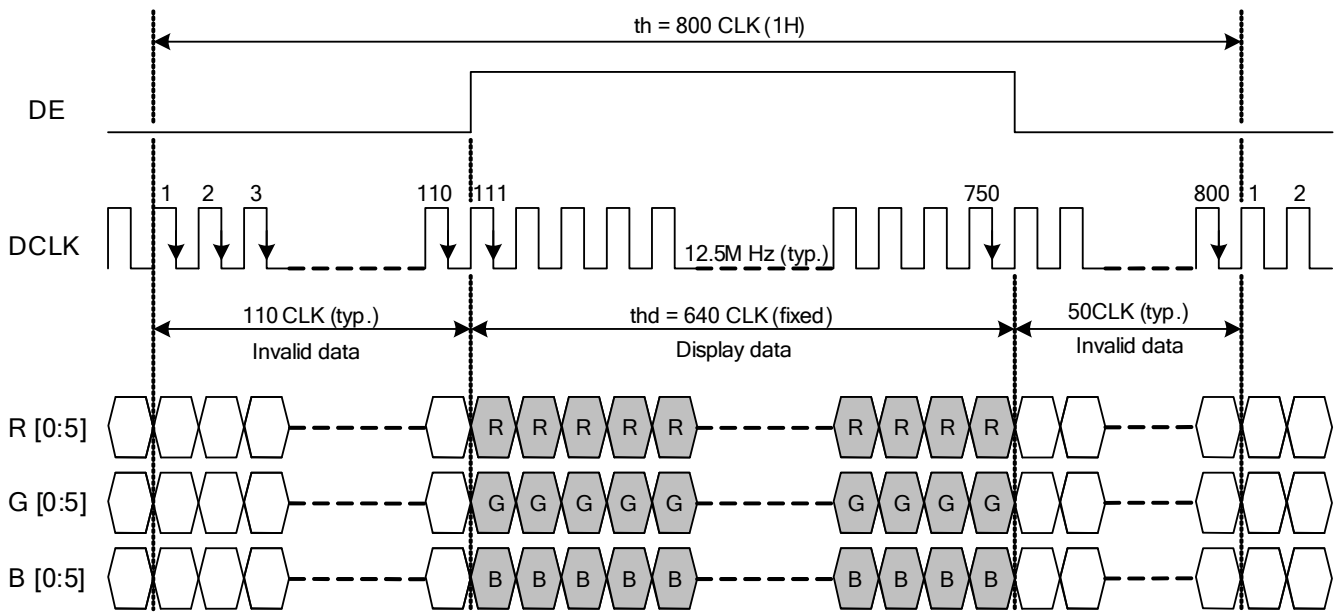 th = 800 CLK (1H)
DE
1 2 3 110 111 750 800 1 2
DCLK
12.5M Hz (typ.)
110 CLK (typ.) thd = 640 CLK (fixed) 50CLK (typ.)
Invalid data Display data Invalid data
R [0:5] R R R R R R R R R
G [0:5] G G G G G G G G G
B [0:5] B B B B B B B B B